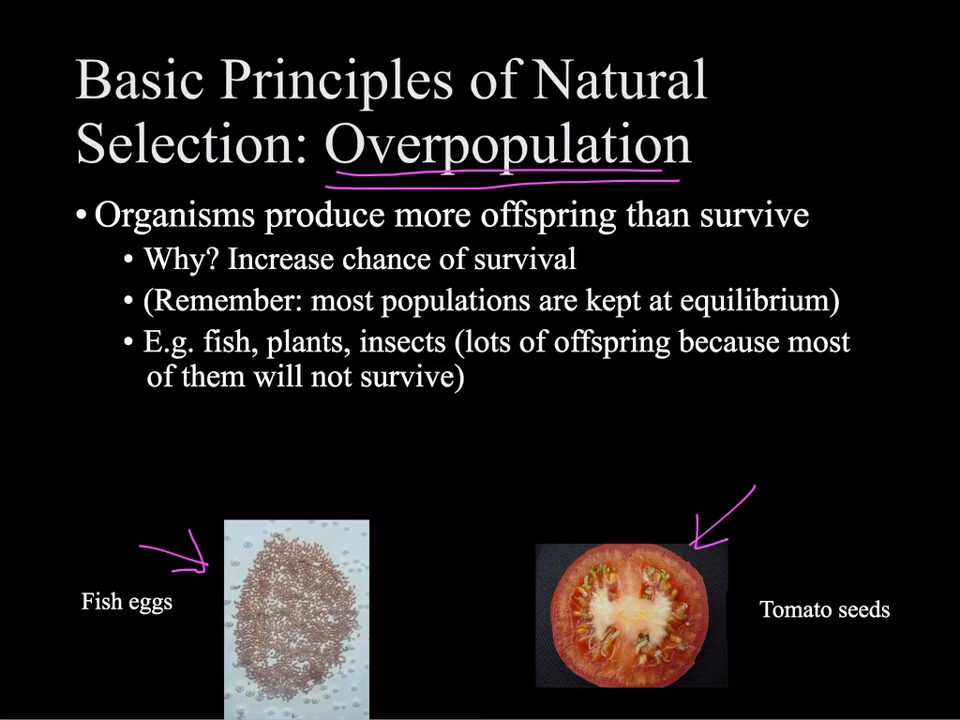 Basic Principles of Natural
Selection: Overpopulation
• Organisms produce more offspring than survive
• Why? Increase chance of survival
• (Remember: most populations are kept at equilibrium)
• E.g. fish, plants, insects (lots of offspring because most
of them will not survive)
Fish eggs
Tomato seeds